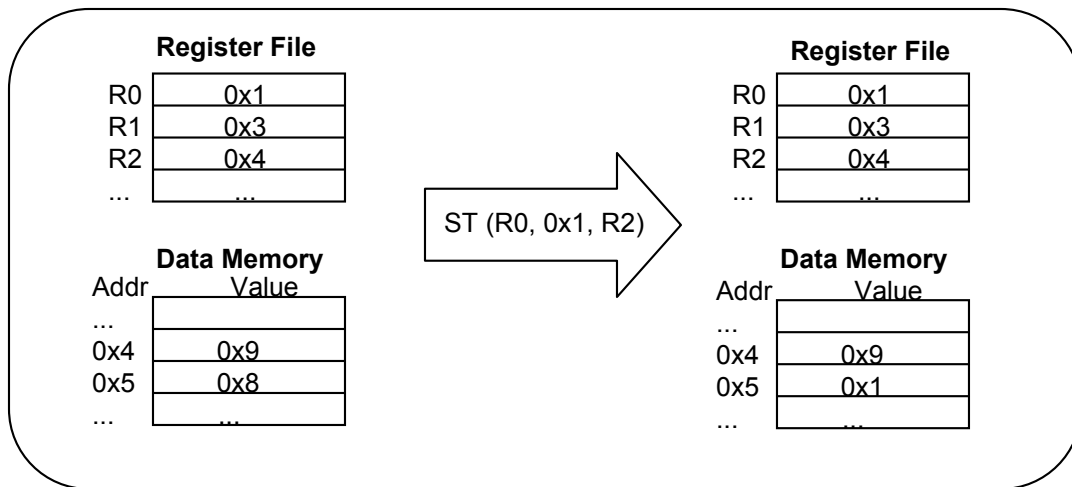 Register File
R0 0x1
R1 0x3
R2 0x4
... ...
Data Memory
Addr Value
...
0x4 0x9
0x5 0x8
... ...
ST (R0, 0x1, R2)
Register File
R0 0x1
R1 0x3
R2 0x4
... ...
Data Memory
Addr Value
...
0x4 0x9
0x5 0x1
... ...